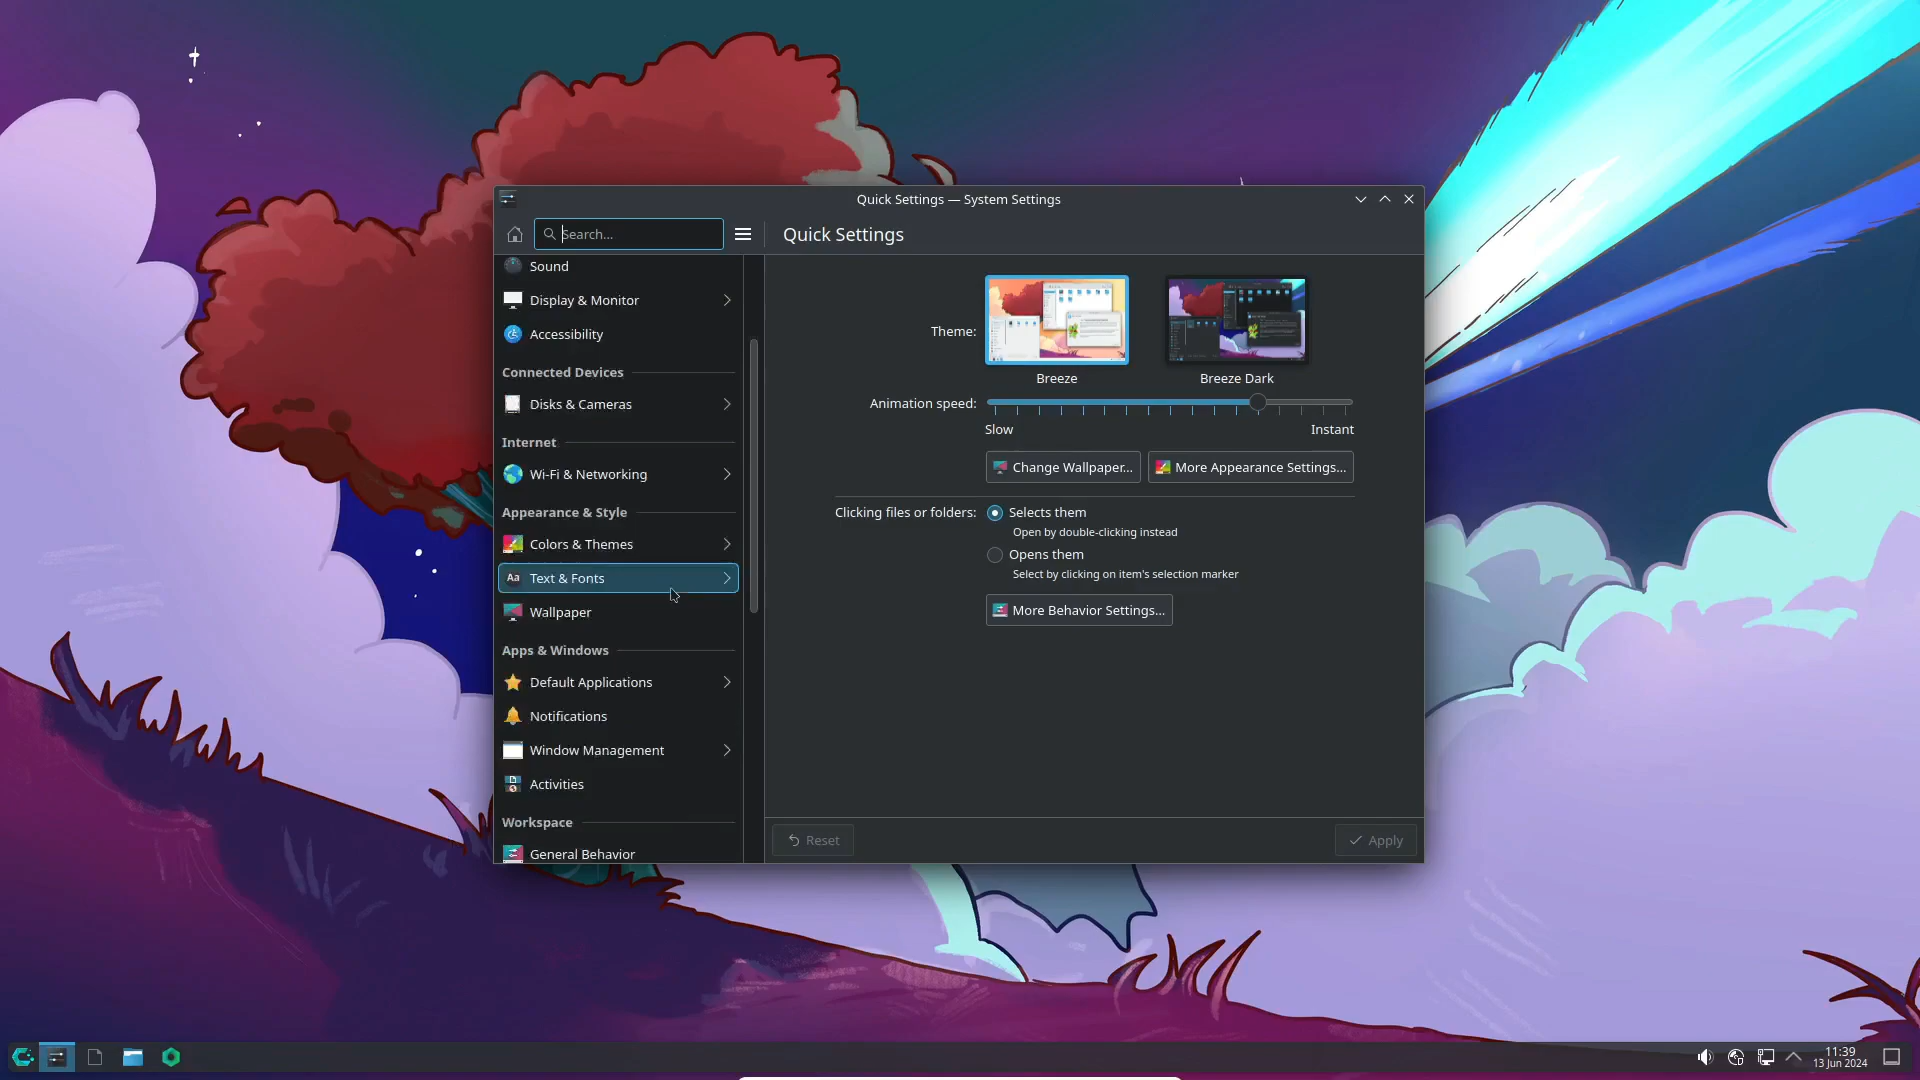 Quick Settings — System Settings
Search...
Quick Settings
Sound
Display & Monitor
Accessibility
Connected Devices
Disks & Cameras
Internet
Wi-Fi & Networking
Appearance & Style
Colors & Themes
Aa Text & Fonts
Wallpaper
Apps & Windows
Default Applications
Notifications
Window Management
Activities
Workspace
General Behavior
Theme:
Breeze
Breeze Dark
Animation speed:
Slow
Instant
Change Wallpaper...
More Appearance Settings...
Clicking files or folders:
Selects them
Open by double-clicking instead
Opens them
Select by clicking on item's selection marker
More Behavior Settings...
Reset
Apply
11:39
13 Jun 2024